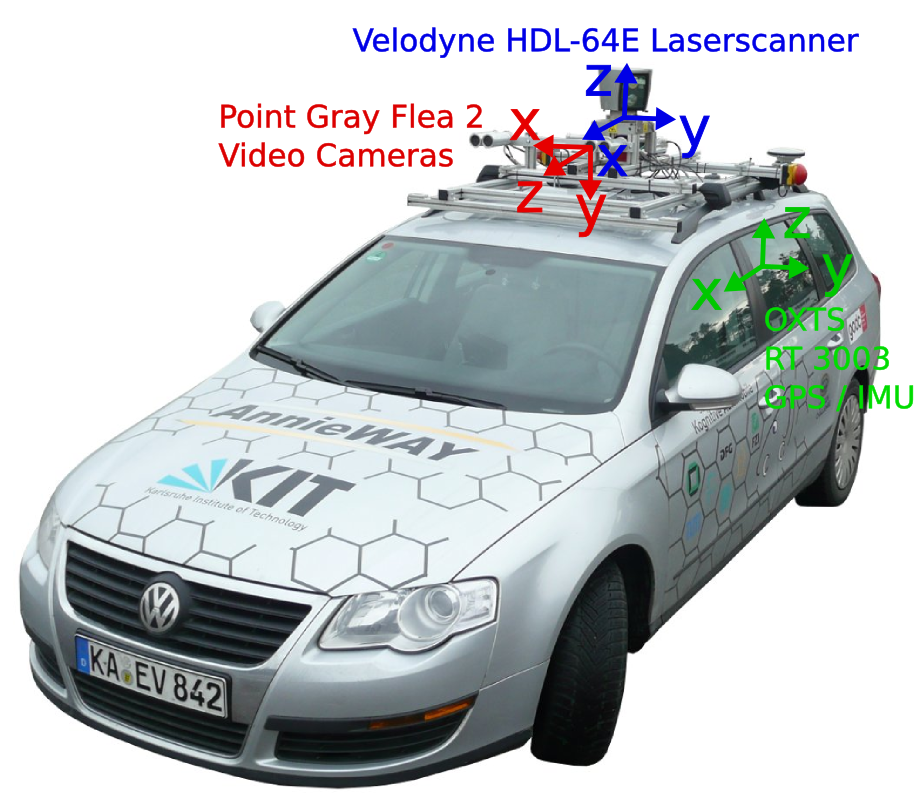 Velodyne HDL-64E Laserscanner
z
y
x
Point Gray Flea 2
Video Cameras
x
z
y
z
y
x
OXTS
RT 3003
GPS / IMU
AnnieWAY
KIT
Karlsruhe Institute of Technology
DFG
KA EV 842